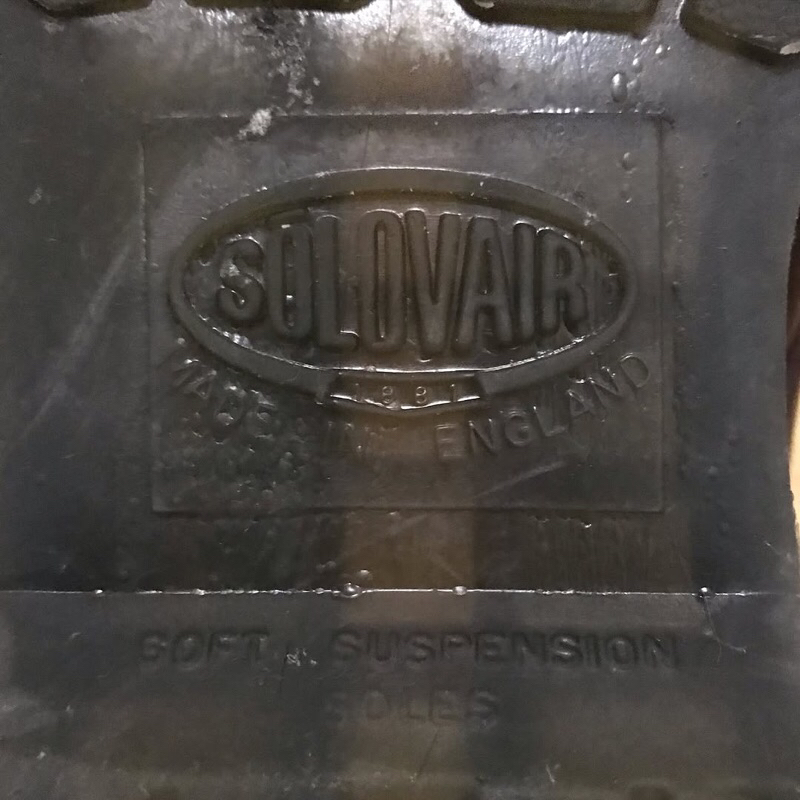 SOLOVAIR
1881
MADE IN ENGLAND
SOFT SUSPENSION
SOLES